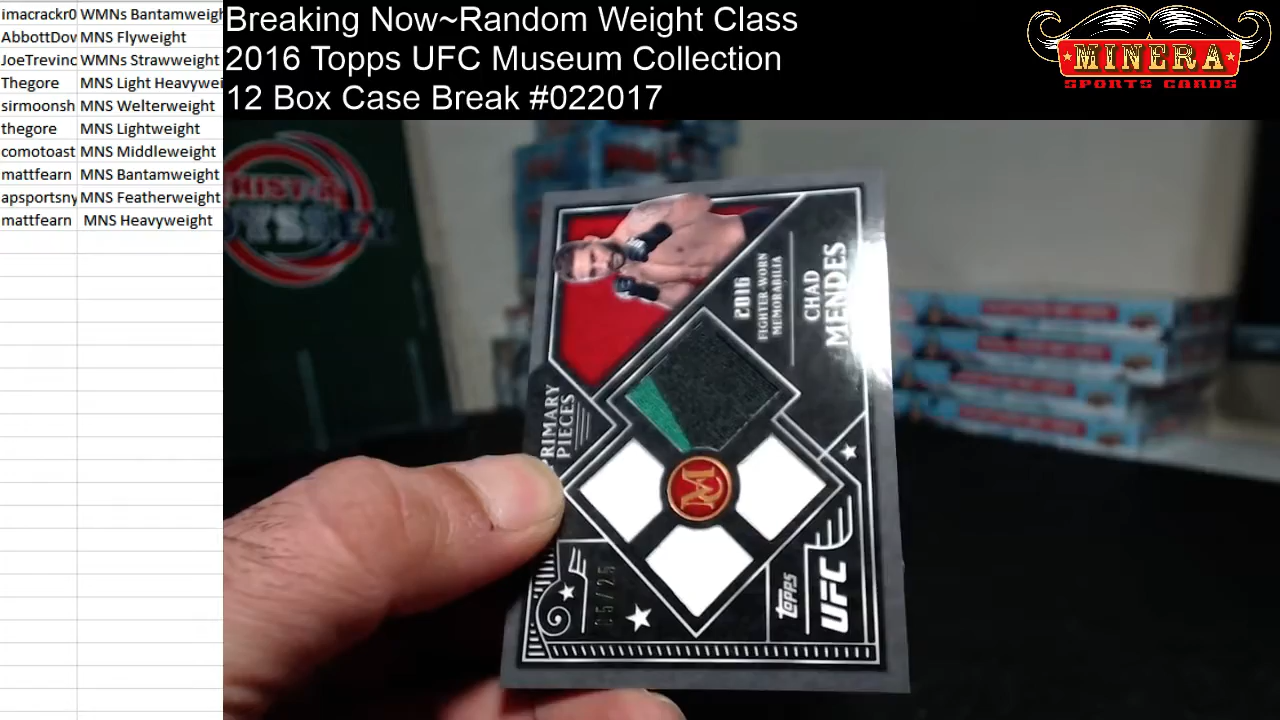 imacrackr0 WMNs Bantamweigh
AbbottDov MNS Flyweight
JoeTrevino WMNs Strawweight
Thegore MNS Light Heavywei
sirmoonsh MNS Welterweight
thegore MNS Lightweight
comotoast MNS Middleweight
mattfearn MNS Bantamweight
apsportsny MNS Featherweight
mattfearn MNS Heavyweight
Breaking Now~Random Weight Class
2016 Topps UFC Museum Collection
12 Box Case Break #022017
MINERA
SPORTS CARDS
CHAD
MENDES
2016
FIGHTER-WORN
MEMORABILIA
PRIMARY
PIECES
M
05/25
Topps
UFC